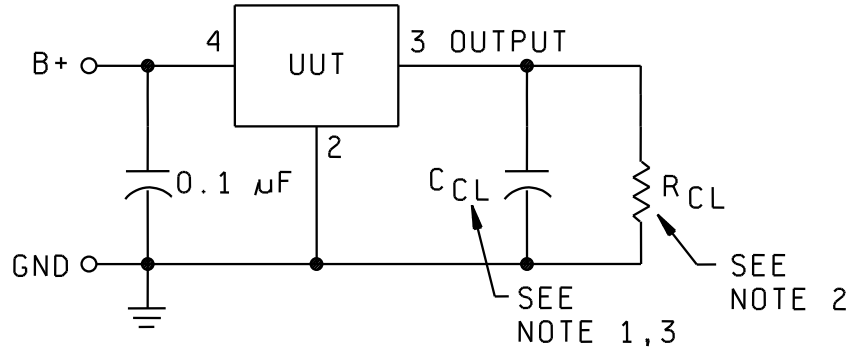 4
UUT
3 OUTPUT
B+
2
0.1 µF
C CL
R CL
GND
SEE
NOTE 2
SEE
NOTE 1,3